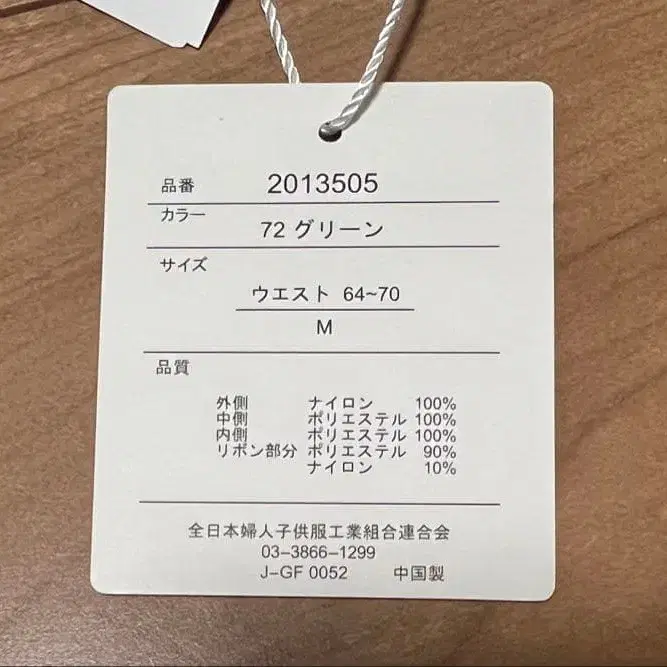 品番 2013505
カラー
72 グリーン
サイズ
ウエスト 64~70
M
品質
外側 ナイロン 100%
中側 ポリエステル 100%
内側 ポリエステル 100%
リボン部分 ポリエステル 90%
ナイロン 10%
全日本婦人子供服工業組合連合会
03–3866–1299
J–GF 0052 中国製